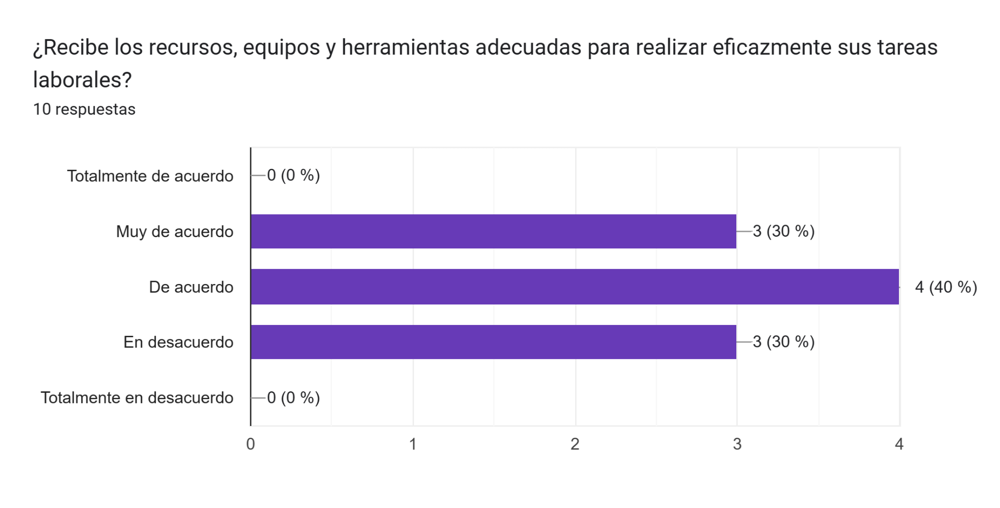 ¿Recibe los recursos, equipos y herramientas adecuadas para realizar eficazmente sus tareas
laborales?
10 respuestas
Totalmente de acuerdo
0 (0 %)
Muy de acuerdo
3 (30 %)
De acuerdo
4 (40 %)
En desacuerdo
3 (30 %)
Totalmente en desacuerdo
0 (0 %)
0 1 2 3 4